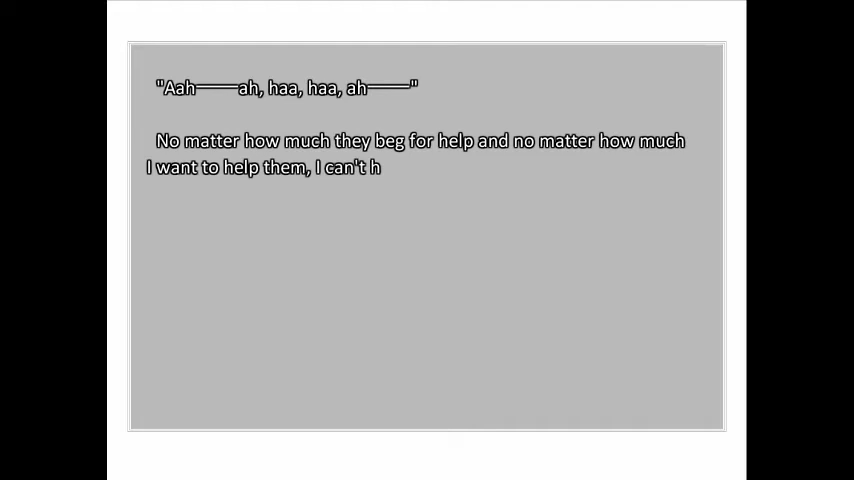 "Aah───ah, haa, haa, ah───"
No matter how much they beg for help and no matter how much
I want to help them, I can't h